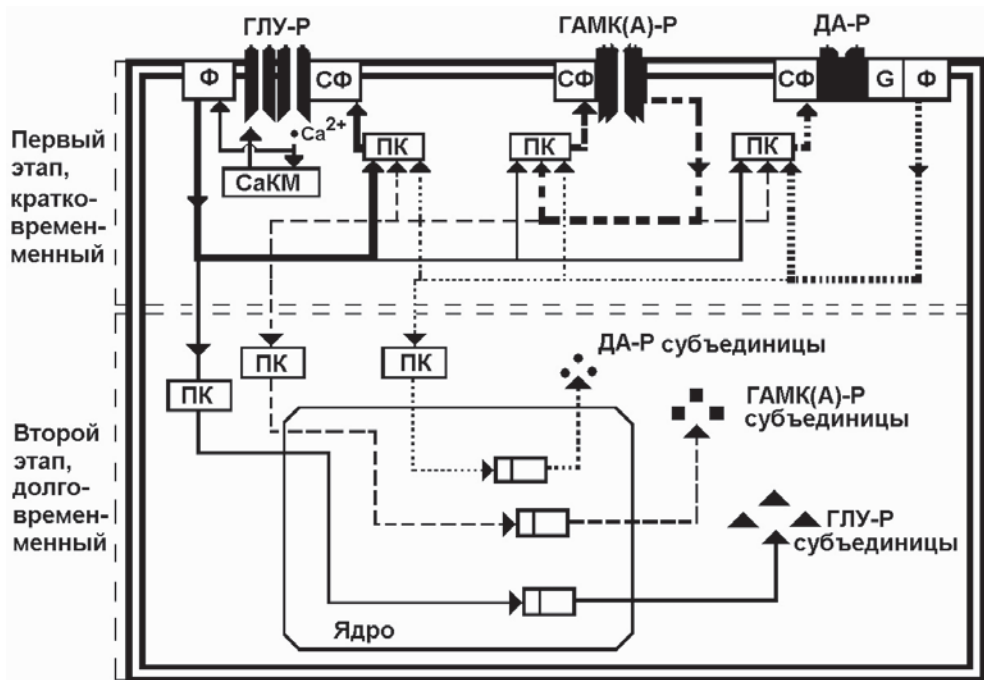 ГЛУ-Р
ГАМК(А)-Р
ДА-Р
Ф
СФ
СФ
СФ
G
Ф
Ca2+
СаКМ
ПК
ПК
ПК
Первый
этап,
кратко-
времен-
менный
ПК
ПК
ПК
ДА-Р субъединицы
ГАМК(А)-Р
субъединицы
ГЛУ-Р
субъединицы
Второй
этап,
долго-
времен-
менный
Ядро